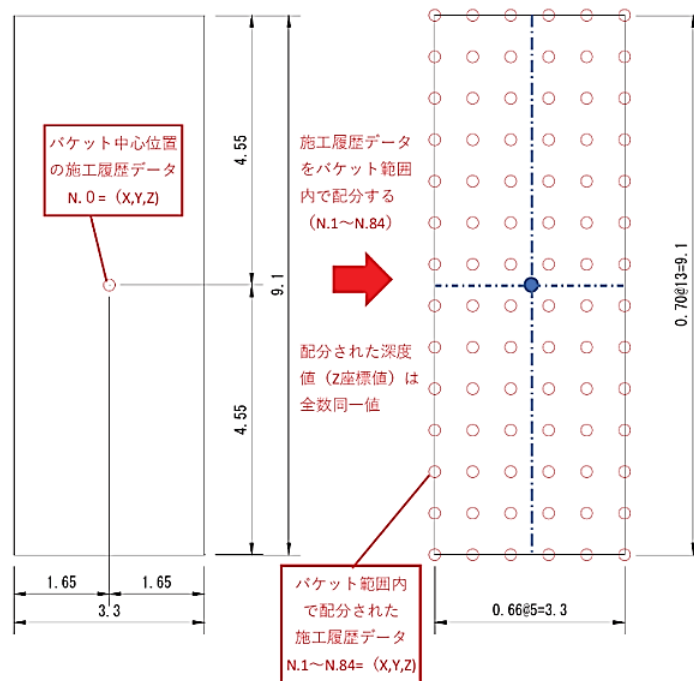 バケット中心位置
の施工履歴データ
N.０=（X,Y,Z)
4.55
4.55
9.1
1.65
1.65
3.3
施工履歴データ
をバケット範囲
内で配分する
（N.1～N.84）
配分された深度
値（Z座標値）は
全数同一値
0.70@13=9.1
0.66@5=3.3
バケット範囲内
で配分された
施工履歴データ
N.1～N.84=（X,Y,Z)